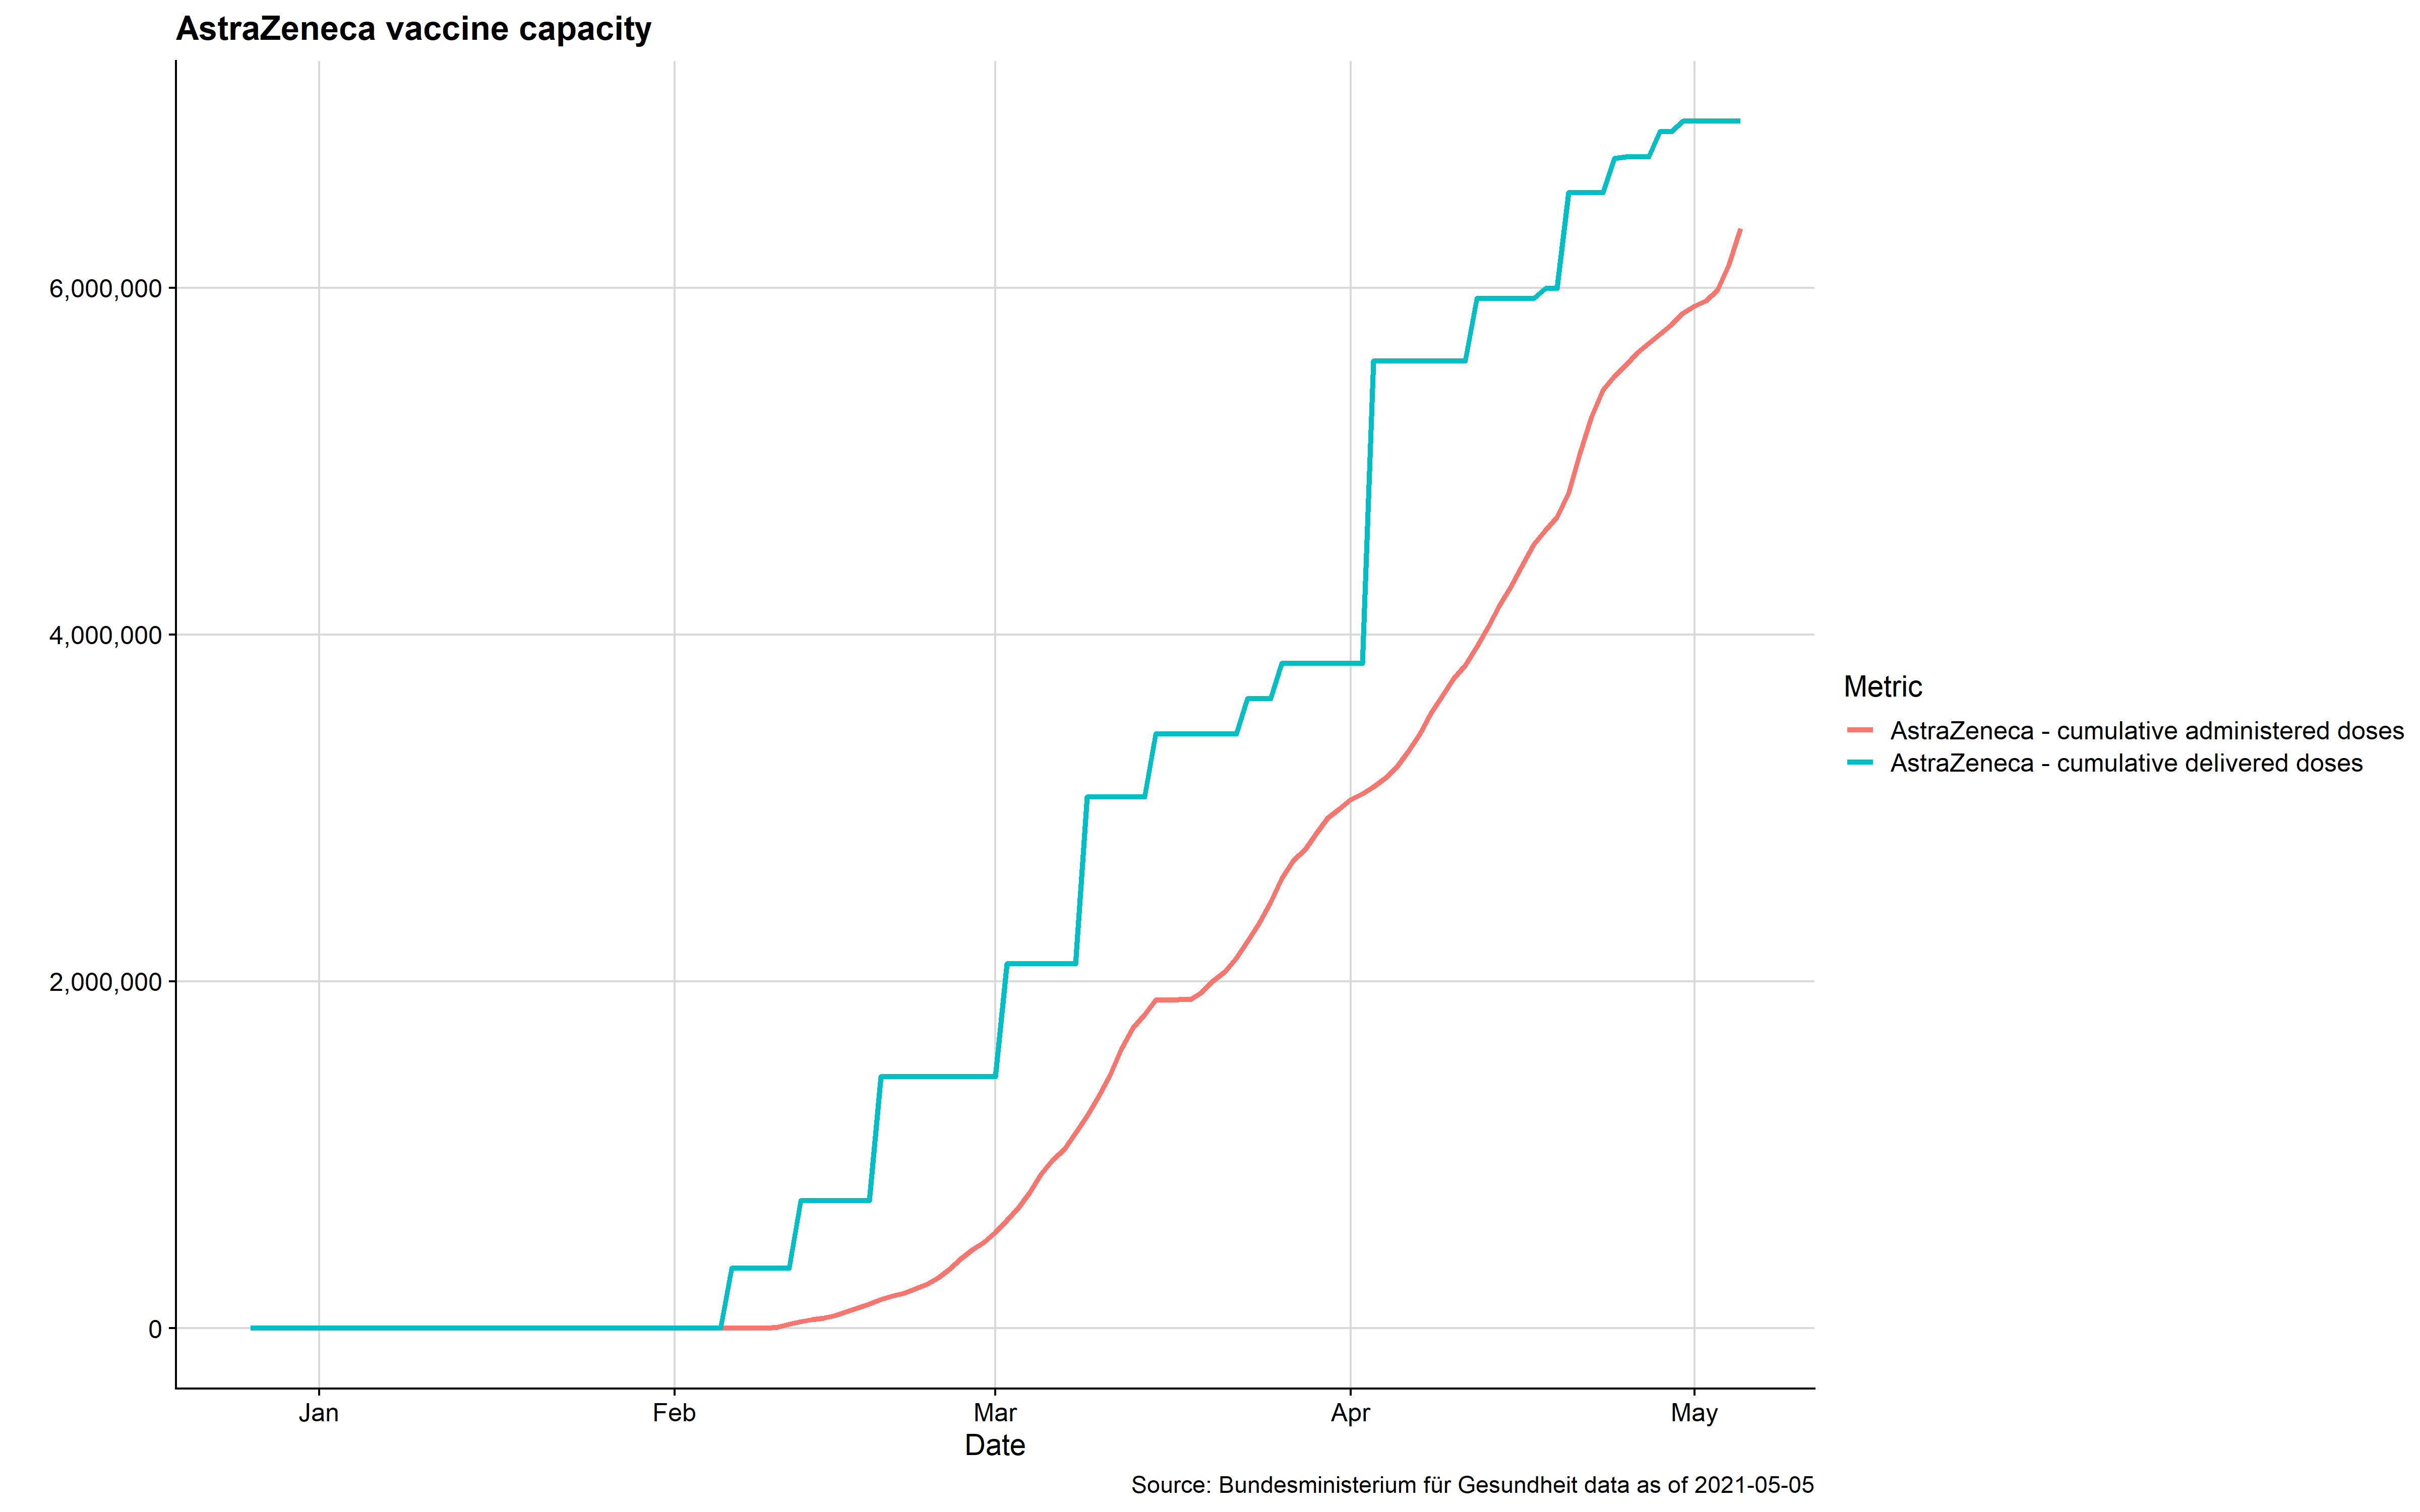 AstraZeneca vaccine capacity
6,000,000
4,000,000
2,000,000
0
Jan Feb Mar Apr May
Date
Metric
AstraZeneca - cumulative administered doses
AstraZeneca - cumulative delivered doses
Source: Bundesministerium für Gesundheit data as of 2021-05-05